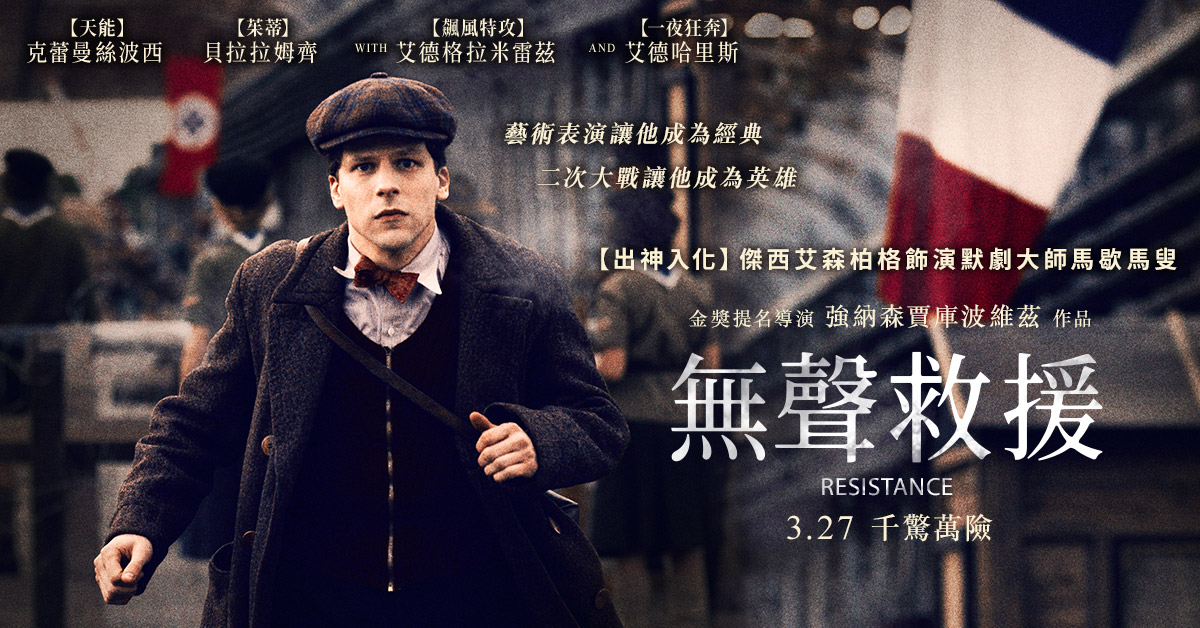 【天能】 【茱蒂】 【飆風特攻】 【一夜狂奔】
克蕾曼絲波西 貝拉拉姆齊 WITH 艾德格拉米雷茲 AND 艾德哈里斯
藝術表演讓他成為經典
二次大戰讓他成為英雄
【出神入化】傑西艾森柏格飾演默劇大師馬歇馬叟
金獎提名導演 強納森賈庫波維茲 作品
無聲救援
RESISTANCE
3.27 千驚萬險